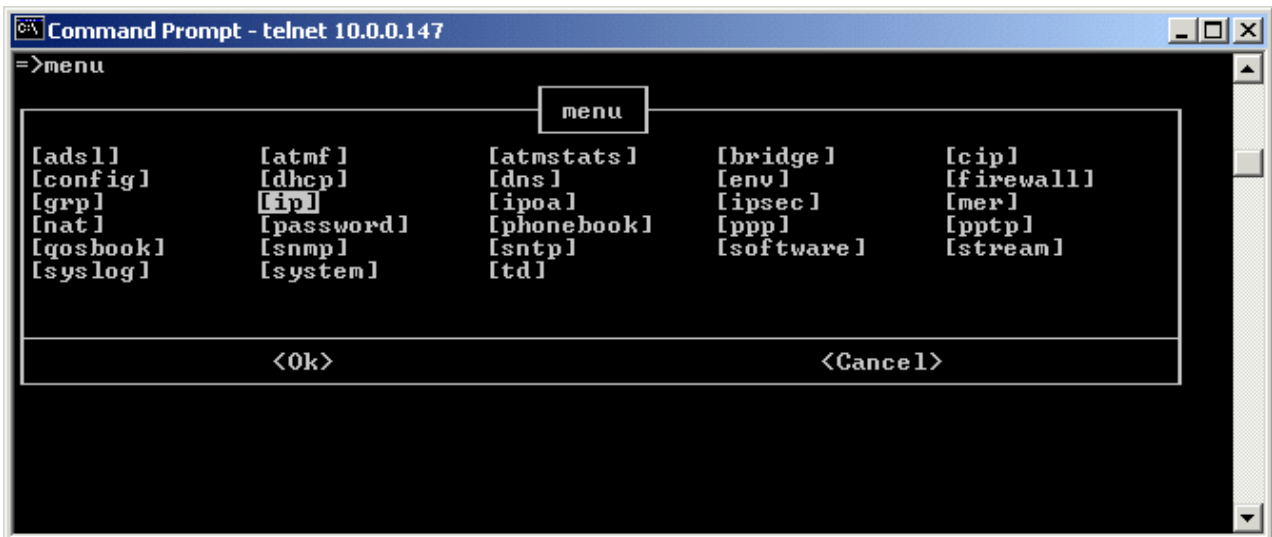 Command Prompt - telnet 10.0.0.147
=>menu
menu
[adsl] [atmf] [atmstats] [bridge] [cip]
[config] [dhcp] [dns] [env] [firewall]
[grp] [ip] [ipoa] [ipsec] [mer]
[nat] [password] [phonebook] [ppp] [pptp]
[qosbook] [snmp] [sntp] [software] [stream]
[syslog] [system] [td]
<Ok> <Cancel>